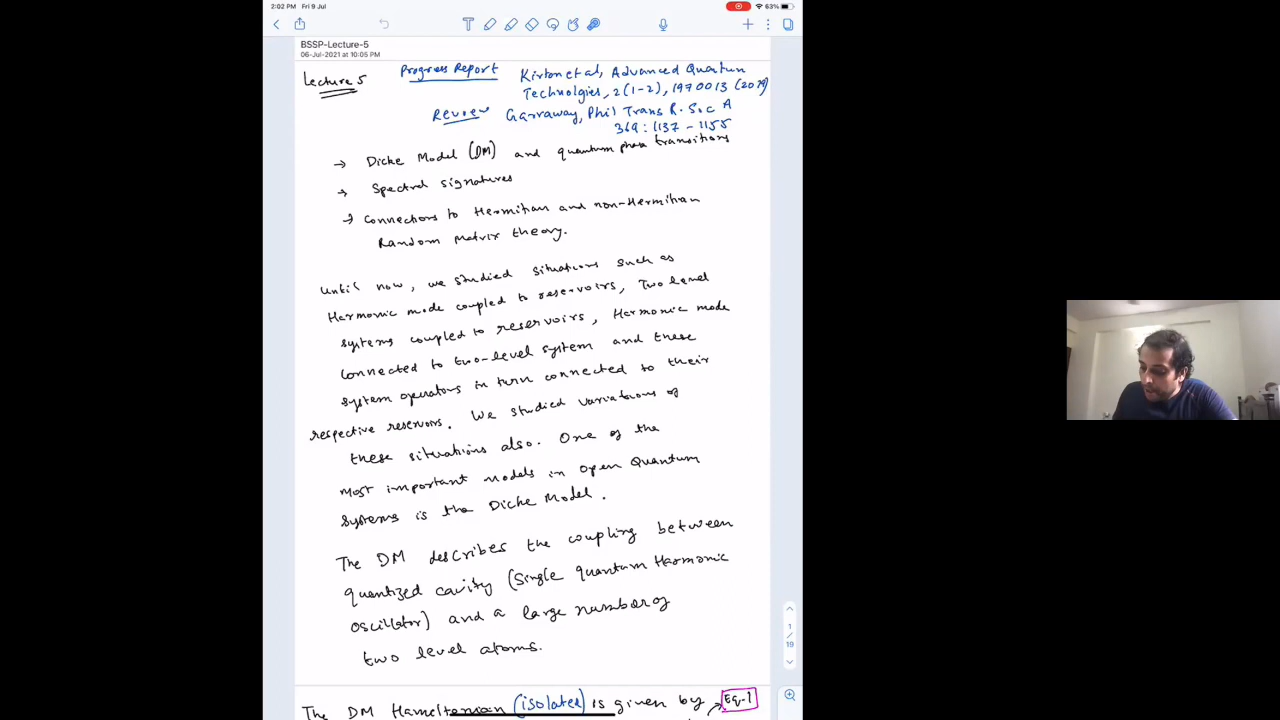 2:02 PM Fri 9 Jul
63%
BSSP-Lecture-5
06-Jul-2021 at 10:05 PM
Lecture 5
Progress Report Kirton et al, Advanced Quantum
Technolgies, 2(1-2), 1970013 (2019)
Review Garraway, Phil Trans R. Soc A
369: 1137 - 1155
→ Dicke Model (DM) and quantum phase transitions
→ Spectral signatures
→ Connections to Hermitian and non-Hermitian
Random Matrix theory.
Until now, we studied situations such as
Harmonic mode coupled to reservoirs, Two level
systems coupled to reservoirs, Harmonic mode
connected to two-level system and these
system operators in turn connected to their
respective reservoirs. We studied variations of
these situations also. One of the
most important models in open Quantum
systems is the Dicke Model.
The DM describes the coupling between
quantized cavity (single quantum Harmonic
oscillator) and a large number of
two level atoms.
1
/
19
The DM Hamiltonian (isolated) is given by → Eq-1